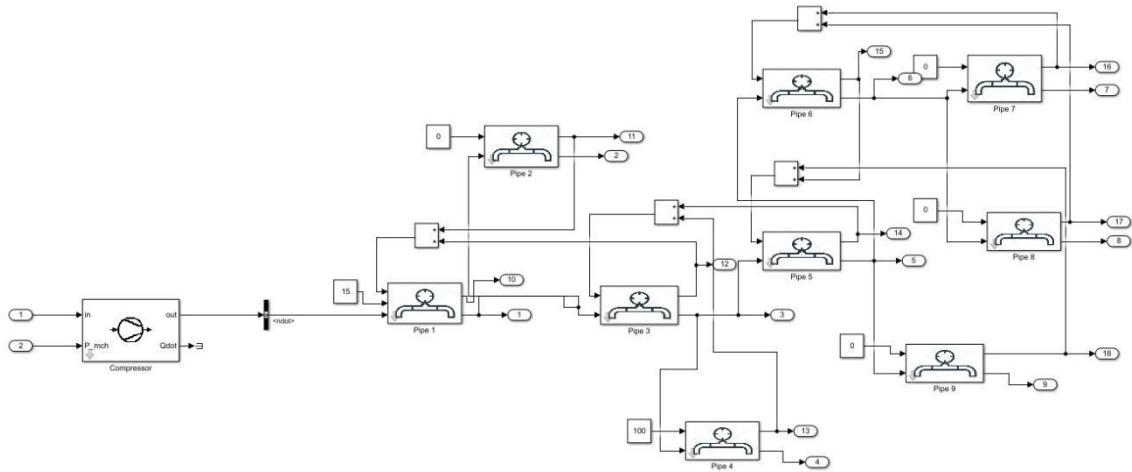 15
6
0
16
7
Pipe 6
Pipe 7
0
11
2
Pipe 2
0
17
8
Pipe 8
14
5
Pipe 5
12
10
15
1
Pipe 1
3
Pipe 3
1
in
out
<ndot>
2
P_mch
Qdot
Compressor
0
18
9
Pipe 9
100
13
4
Pipe 4